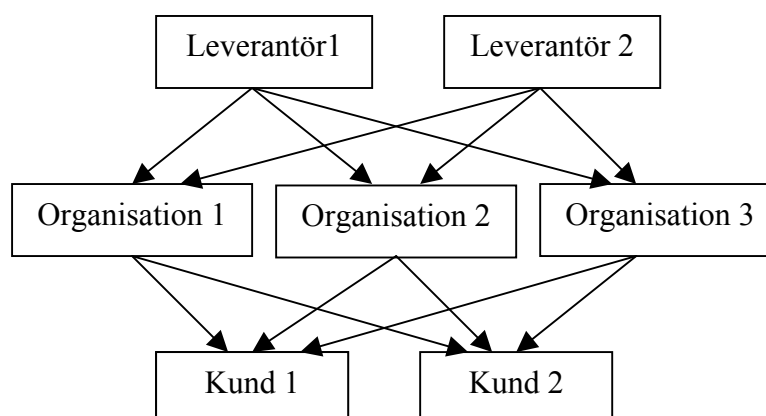 Leverantör1
Leverantör 2
Organisation 1
Organisation 2
Organisation 3
Kund 1
Kund 2